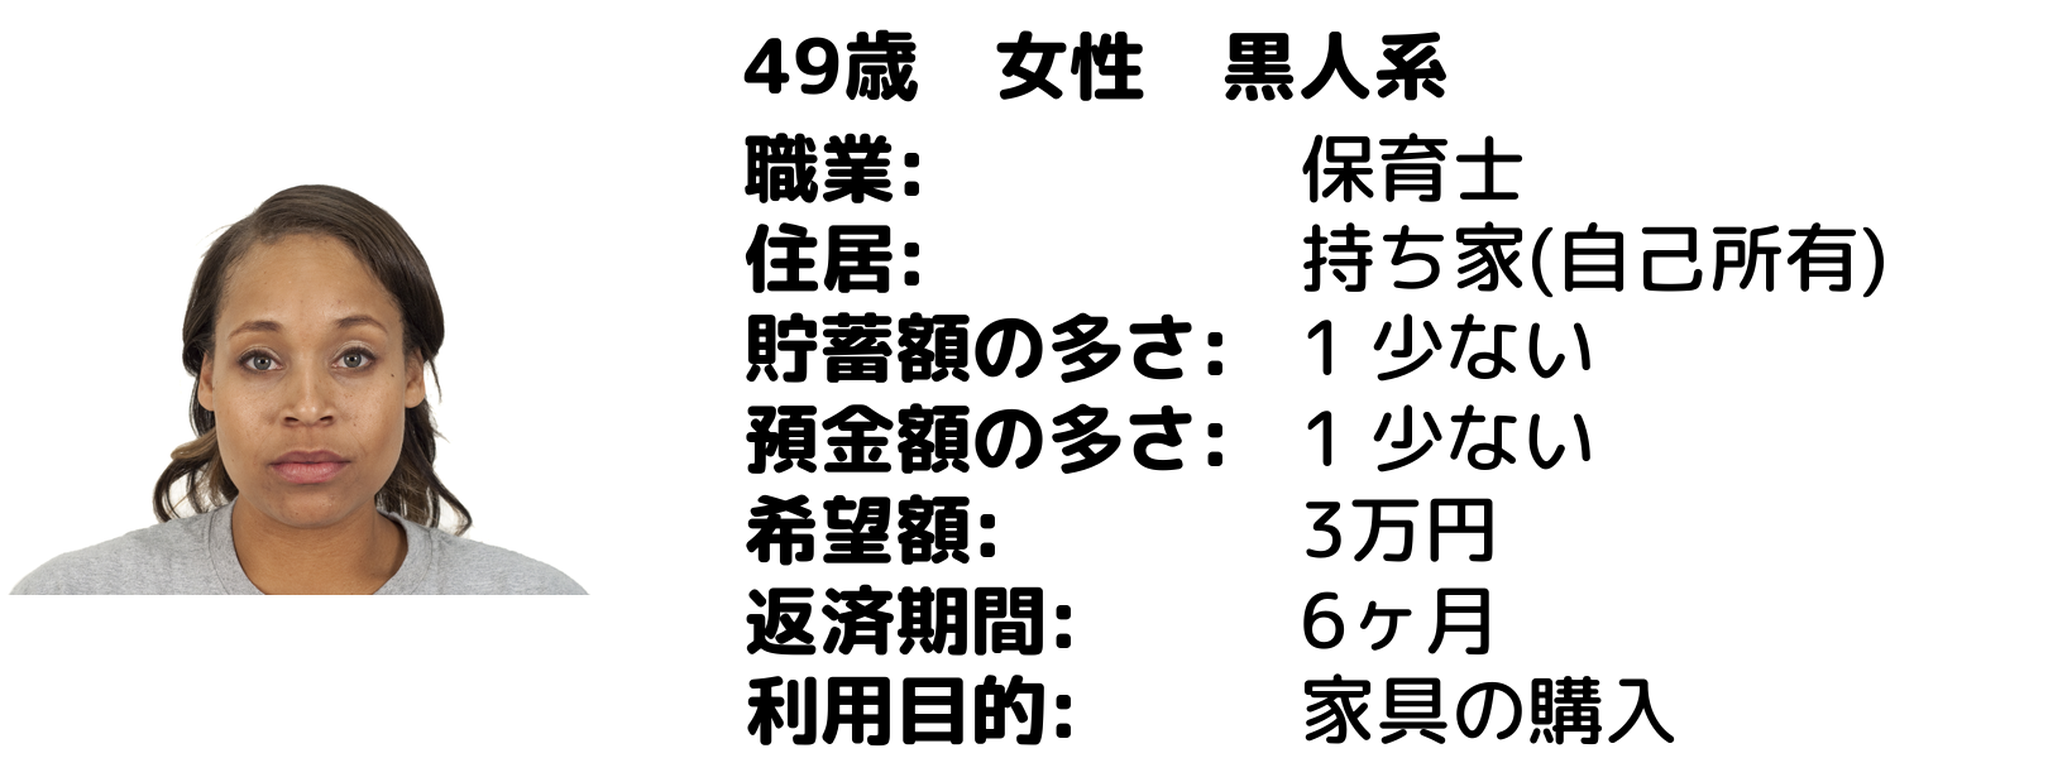 49歳　女性　黒人系
職業: 保育士
住居: 持ち家(自己所有)
貯蓄額の多さ: 1 少ない
預金額の多さ: 1 少ない
希望額: 3万円
返済期間: 6ヶ月
利用目的: 家具の購入